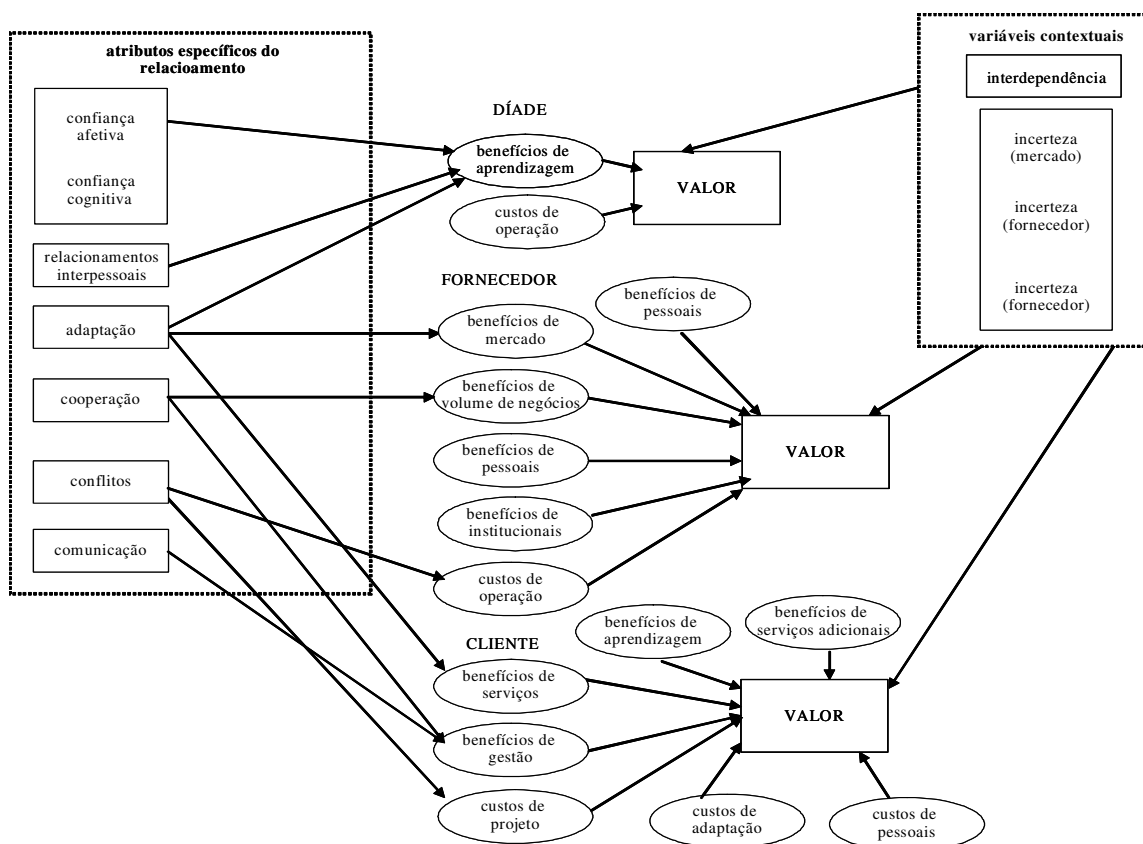 atributos específicos do
relacioamento
confiança
afetiva
confiança
cognitiva
relacionamentos
interpessoais
adaptação
cooperação
conflitos
comunicação
DÍADE
benefícios de
aprendizagem
custos de
operação
VALOR
FORNECEDOR
benefícios de
pessoais
benefícios de
mercado
benefícios de
volume de negócios
benefícios de
pessoais
benefícios de
institucionais
custos de
operação
VALOR
CLIENTE
benefícios de
aprendizagem
benefícios de
serviços adicionais
benefícios de
serviços
benefícios de
gestão
custos de
projeto
VALOR
custos de
adaptação
custos de
pessoais
variáveis contextuais
interdependência
incerteza
(mercado)
incerteza
(fornecedor)
incerteza
(fornecedor)